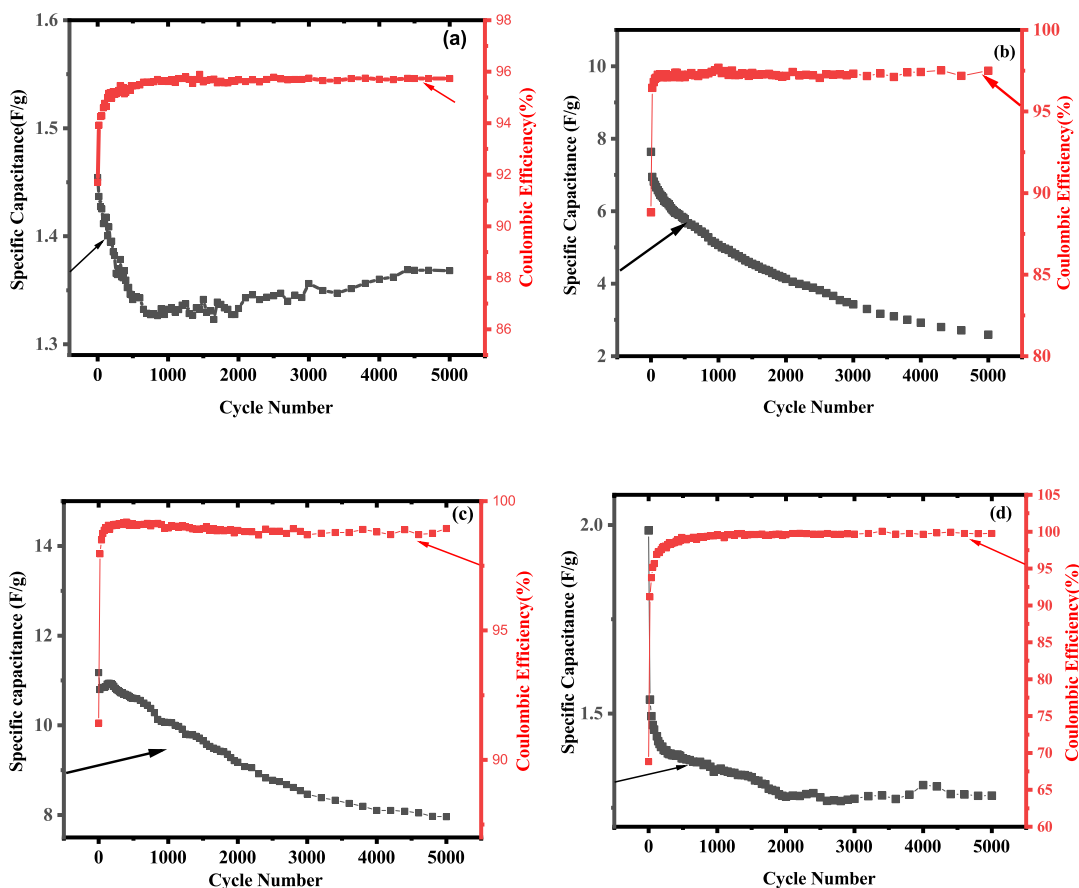 (a)
1.6
1.5
1.4
1.3
Specific Capacitance(F/g)
98
96
94
92
90
88
86
Coulombic Efficiency(%)
0 1000 2000 3000 4000 5000
Cycle Number
(b)
10
8
6
4
2
Specific Capacitance (F/g)
100
95
90
85
80
Coulombic Efficiency(%)
0 1000 2000 3000 4000 5000
Cycle Number
(c)
14
12
10
8
Specific capacitance (F/g)
100
95
90
Coulombic Efficiency(%)
0 1000 2000 3000 4000 5000
Cycle Number
(d)
2.0
1.5
Specific Capacitance (F/g)
105
100
95
90
85
80
75
70
65
60
Coulombic Efficiency(%)
0 1000 2000 3000 4000 5000
Cycle Number